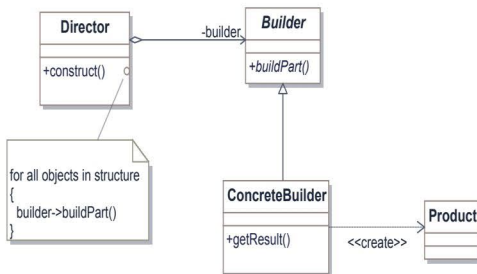 Director
+construct()
-builder
Builder
+buildPart()
for all objects in structure
{
builder->buildPart()
}
ConcreteBuilder
+getResult()
<<create>>
Product